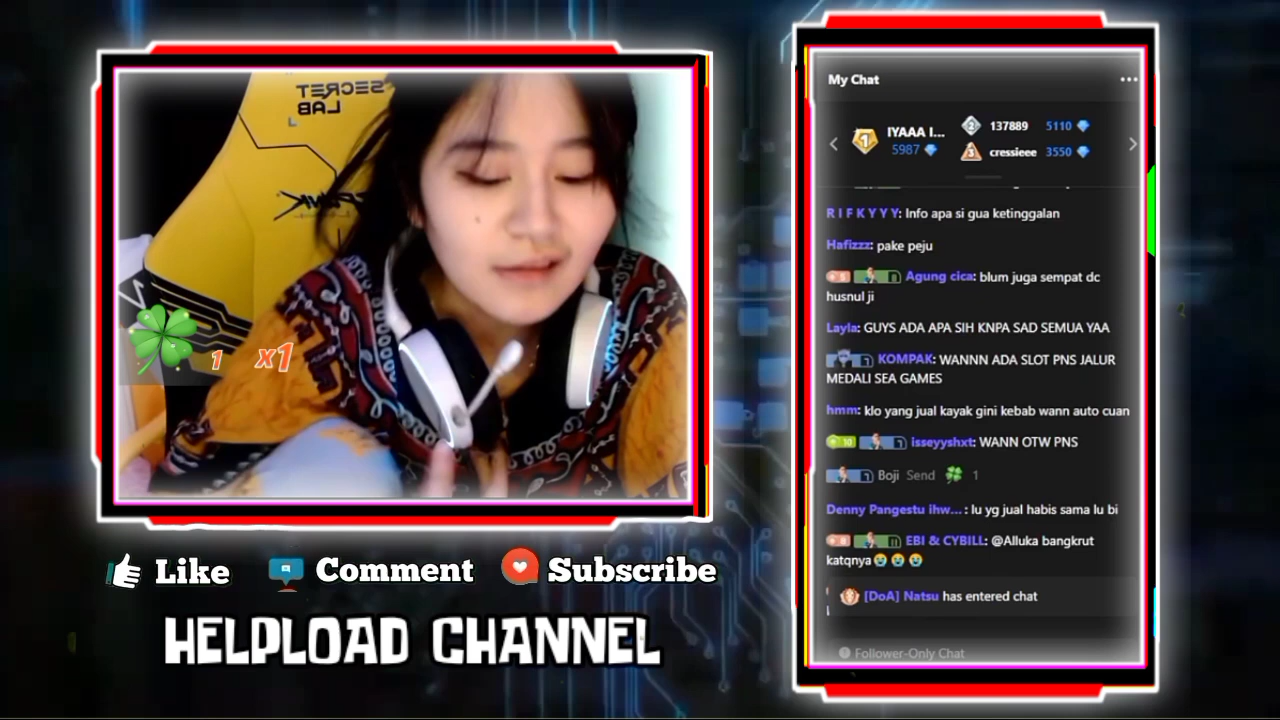 SECRET
LAB
1 x1
Like Comment Subscribe
HELPLOAD CHANNEL
My Chat
1 IYAAA I... 5987
2 137889 5110
3 cressieee 3550
R I F K Y Y Y: Info apa si gua ketinggalan
Hafizzz: pake peju
Agung cica: blum juga sempat dc
husnul ji
Layla: GUYS ADA APA SIH KNPA SAD SEMUA YAA
KOMPAK: WANNN ADA SLOT PNS JALUR
MEDALI SEA GAMES
hmm: klo yang jual kayak gini kebab wann auto cuan
10 isseyyshxt: WANN OTW PNS
Boji Send 🍀 1
Denny Pangestu ihw... : lu yg jual habis sama lu bi
EBI & CYBILL: @Alluka bangkrut
katqnya😭😭😭
[DoA] Natsu has entered chat
Follower-Only Chat